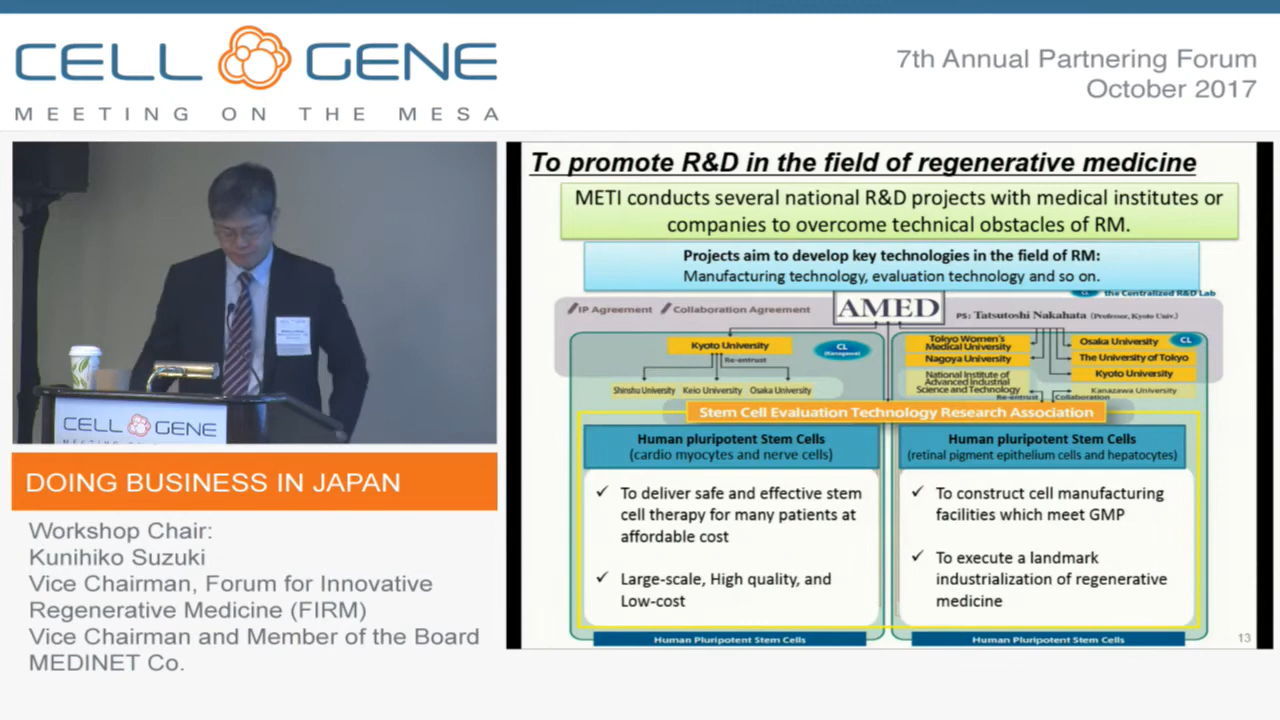 CELL GENE
MEETING ON THE MESA
7th Annual Partnering Forum
October 2017
CELL GENE
DOING BUSINESS IN JAPAN
Workshop Chair:
Kunihiko Suzuki
Vice Chairman, Forum for Innovative
Regenerative Medicine (FIRM)
Vice Chairman and Member of the Board
MEDINET Co.
To promote R&D in the field of regenerative medicine
METI conducts several national R&D projects with medical institutes or
companies to overcome technical obstacles of RM.
Projects aim to develop key technologies in the field of RM:
Manufacturing technology, evaluation technology and so on.
the Centralized R&D Lab
IP Agreement
Collaboration Agreement
AMED
PS: Tatsutoshi Nakahata (Professor, Kyoto Univ.)
Kyoto University
CL
(Kanagawa)
Re-entrust
Shinshu University
Keio University
Osaka University
Tokyo Women's
Medical University
Nagoya University
National Institute of
Advanced Industrial
Science and Technology
Osaka University
CL
The University of Tokyo
Kyoto University
Kanazawa University
Re-entrust
Collaboration
Stem Cell Evaluation Technology Research Association
Human pluripotent Stem Cells
(cardio myocytes and nerve cells)
✓ To deliver safe and effective stem
cell therapy for many patients at
affordable cost
✓ Large-scale, High quality, and
Low-cost
Human Pluripotent Stem Cells
Human pluripotent Stem Cells
(retinal pigment epithelium cells and hepatocytes)
✓ To construct cell manufacturing
facilities which meet GMP
✓ To execute a landmark
industrialization of regenerative
medicine
Human Pluripotent Stem Cells
13